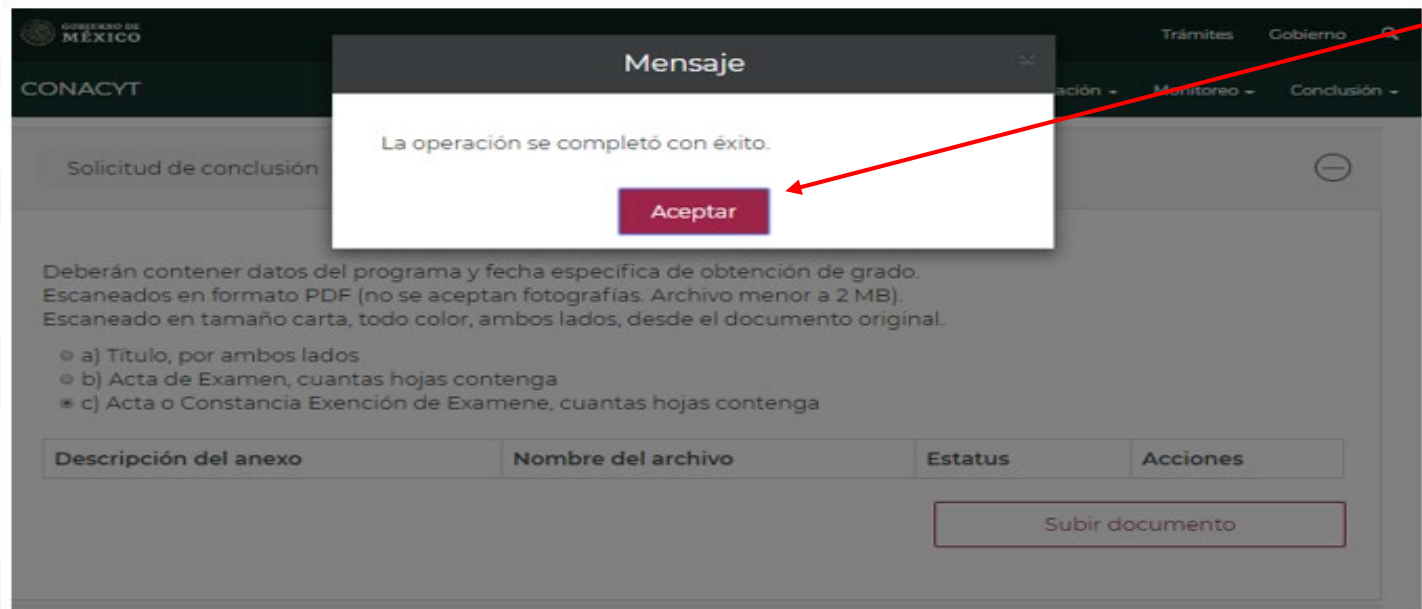 GOBIERNO DE
MÉXICO
Trámites Gobierno
Mensaje
CONACYT
ación Monitoreo Conclusión
La operación se completó con éxito.
Solicitud de conclusión
Aceptar
Deberán contener datos del programa y fecha específica de obtención de grado.
Escaneados en formato PDF (no se aceptan fotografías. Archivo menor a 2 MB).
Escaneado en tamaño carta, todo color, ambos lados, desde el documento original.
a) Título, por ambos lados
b) Acta de Examen, cuantas hojas contenga
c) Acta o Constancia Exención de Examene, cuantas hojas contenga
Descripción del anexo Nombre del archivo Estatus Acciones
Subir documento